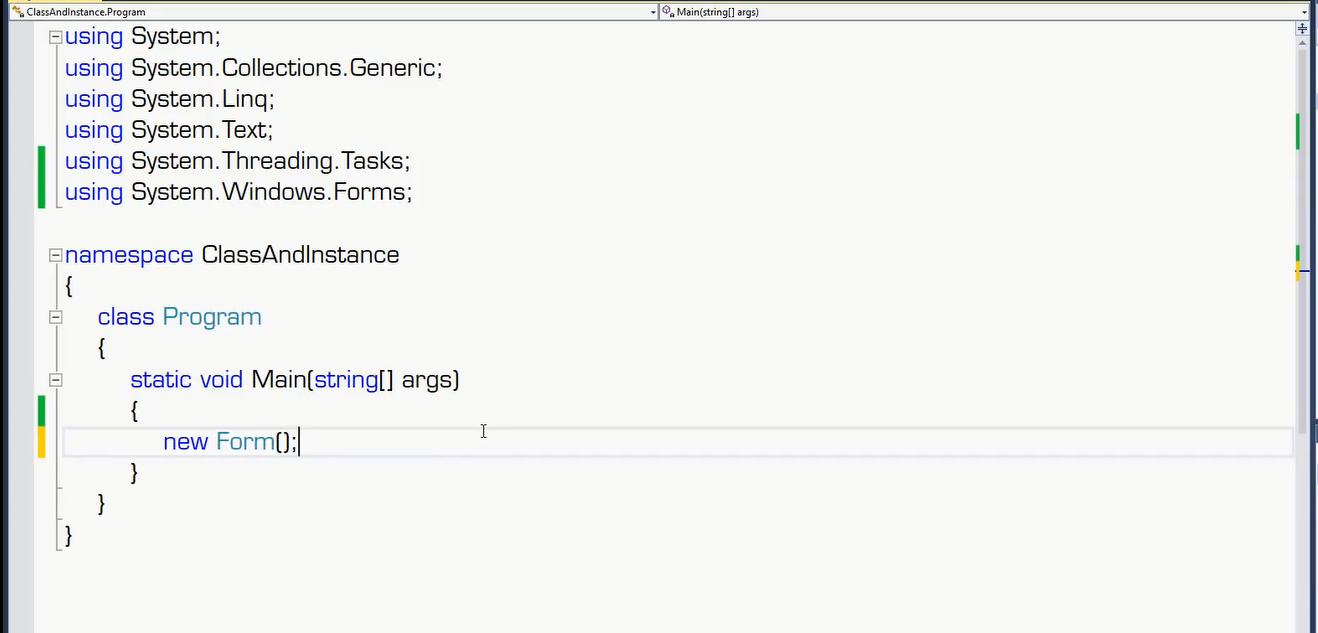 ClassAndInstance.Program
Main(string[] args)
using System;
using System.Collections.Generic;
using System.Linq;
using System.Text;
using System.Threading.Tasks;
using System.Windows.Forms;
namespace ClassAndInstance
{
class Program
{
static void Main(string[] args)
{
new Form();
}
}
}